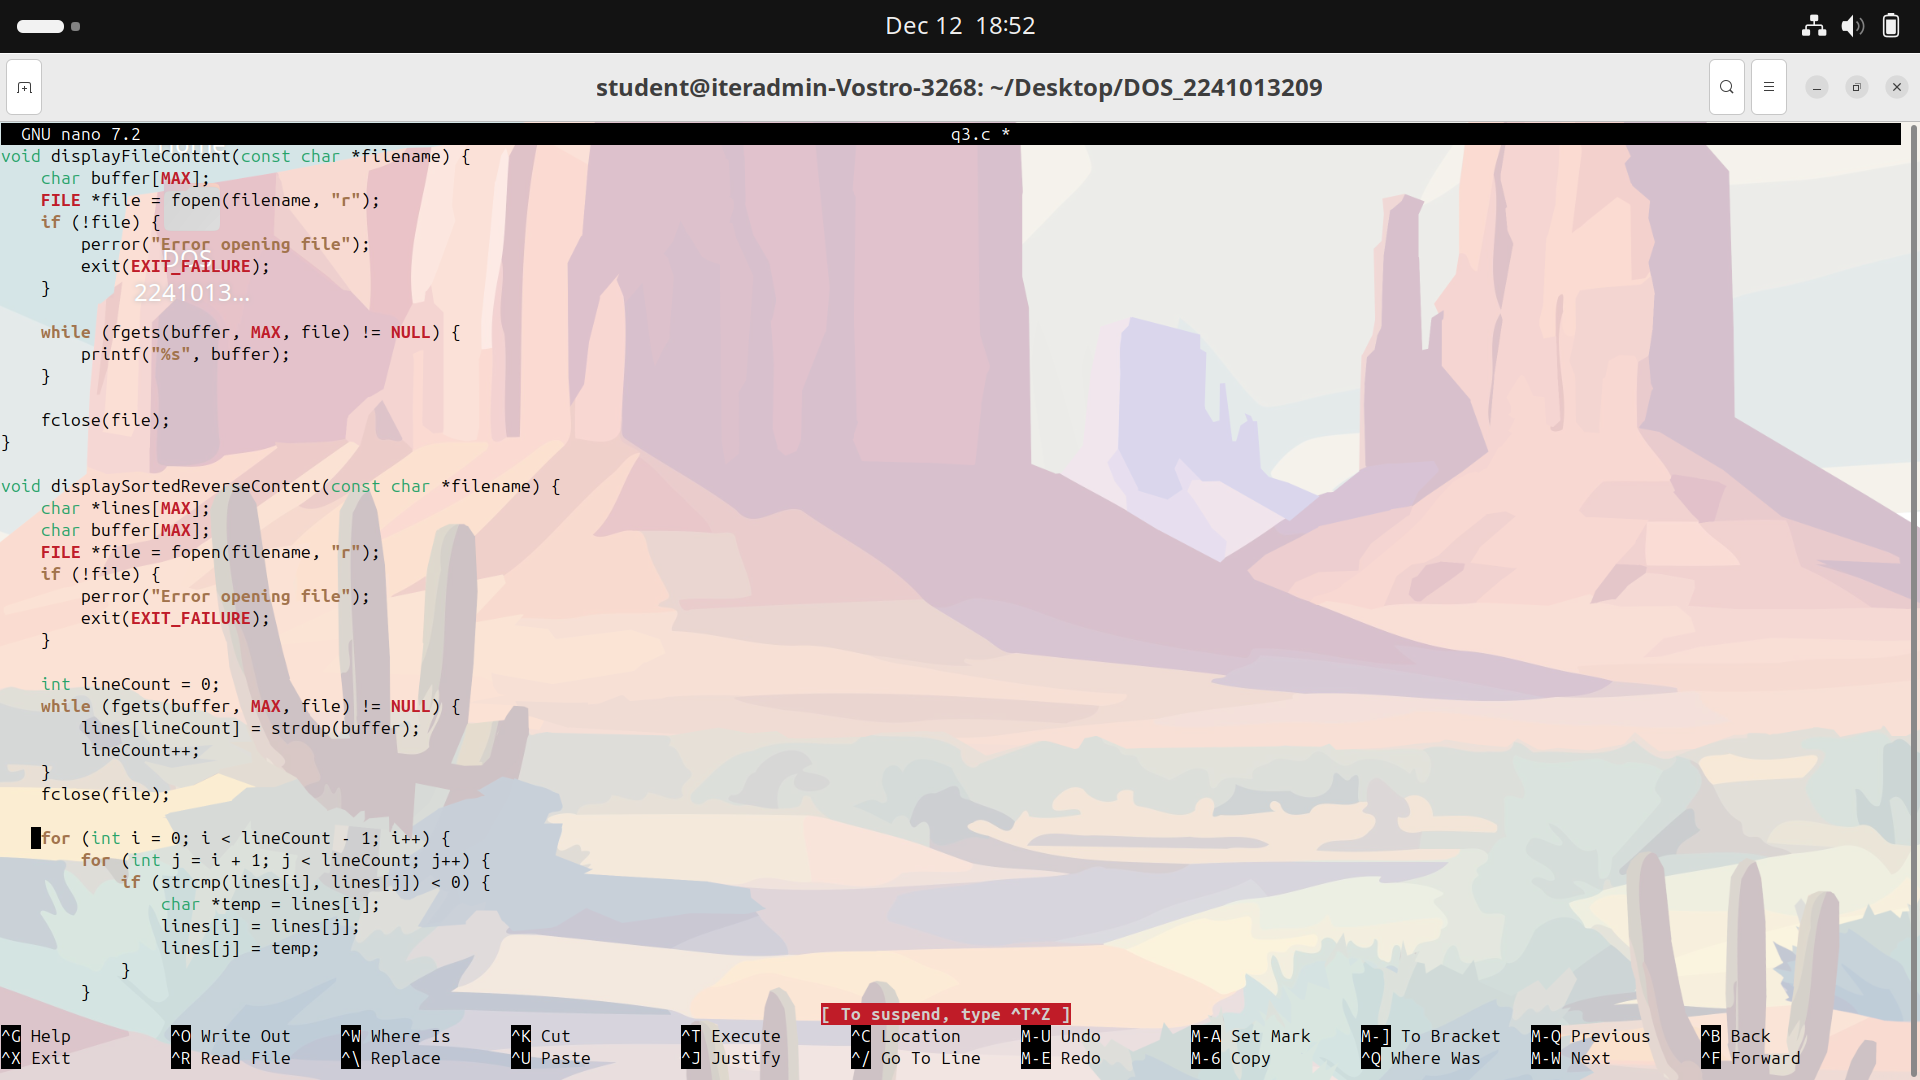 Dec 12 18:52
student@iteradmin-Vostro-3268: ~/Desktop/DOS_2241013209
GNU nano 7.2 q3.c *
Home
void displayFileContent(const char *filename) {
    char buffer[MAX];
    FILE *file = fopen(filename, "r");
    if (!file) {
        perror("Error opening file");
        exit(EXIT_FAILURE);
    }
DOS
2241013...
    while (fgets(buffer, MAX, file) != NULL) {
        printf("%s", buffer);
    }

    fclose(file);
}

void displaySortedReverseContent(const char *filename) {
    char *lines[MAX];
    char buffer[MAX];
    FILE *file = fopen(filename, "r");
    if (!file) {
        perror("Error opening file");
        exit(EXIT_FAILURE);
    }

    int lineCount = 0;
    while (fgets(buffer, MAX, file) != NULL) {
        lines[lineCount] = strdup(buffer);
        lineCount++;
    }
    fclose(file);

    for (int i = 0; i < lineCount - 1; i++) {
        for (int j = i + 1; j < lineCount; j++) {
            if (strcmp(lines[i], lines[j]) < 0) {
                char *temp = lines[i];
                lines[i] = lines[j];
                lines[j] = temp;
            }
        }
[ To suspend, type ^T^Z ]
^G Help ^O Write Out ^W Where Is ^K Cut ^T Execute ^C Location M-U Undo M-A Set Mark M-] To Bracket M-Q Previous ^B Back
^X Exit ^R Read File ^\ Replace ^U Paste ^J Justify ^/ Go To Line M-E Redo M-6 Copy ^Q Where Was M-W Next ^F Forward